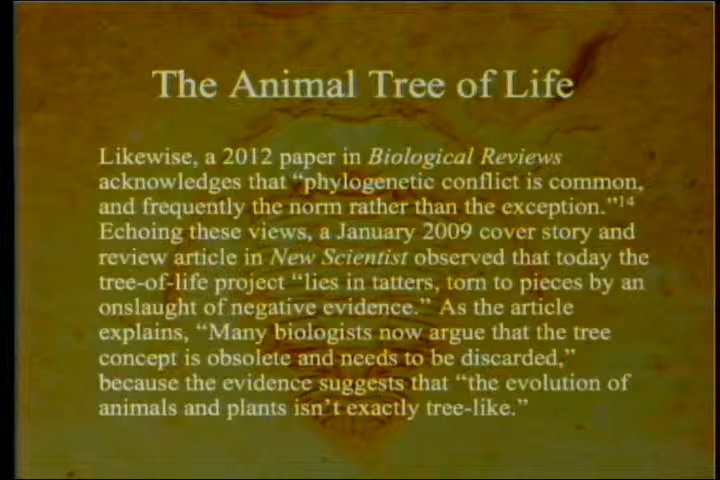 The Animal Tree of Life
Likewise, a 2012 paper in Biological Reviews
acknowledges that “phylogenetic conflict is common,
and frequently the norm rather than the exception.”14
Echoing these views, a January 2009 cover story and
review article in New Scientist observed that today the
tree-of-life project “lies in tatters, torn to pieces by an
onslaught of negative evidence.” As the article
explains, “Many biologists now argue that the tree
concept is obsolete and needs to be discarded,”
because the evidence suggests that “the evolution of
animals and plants isn’t exactly tree-like.”